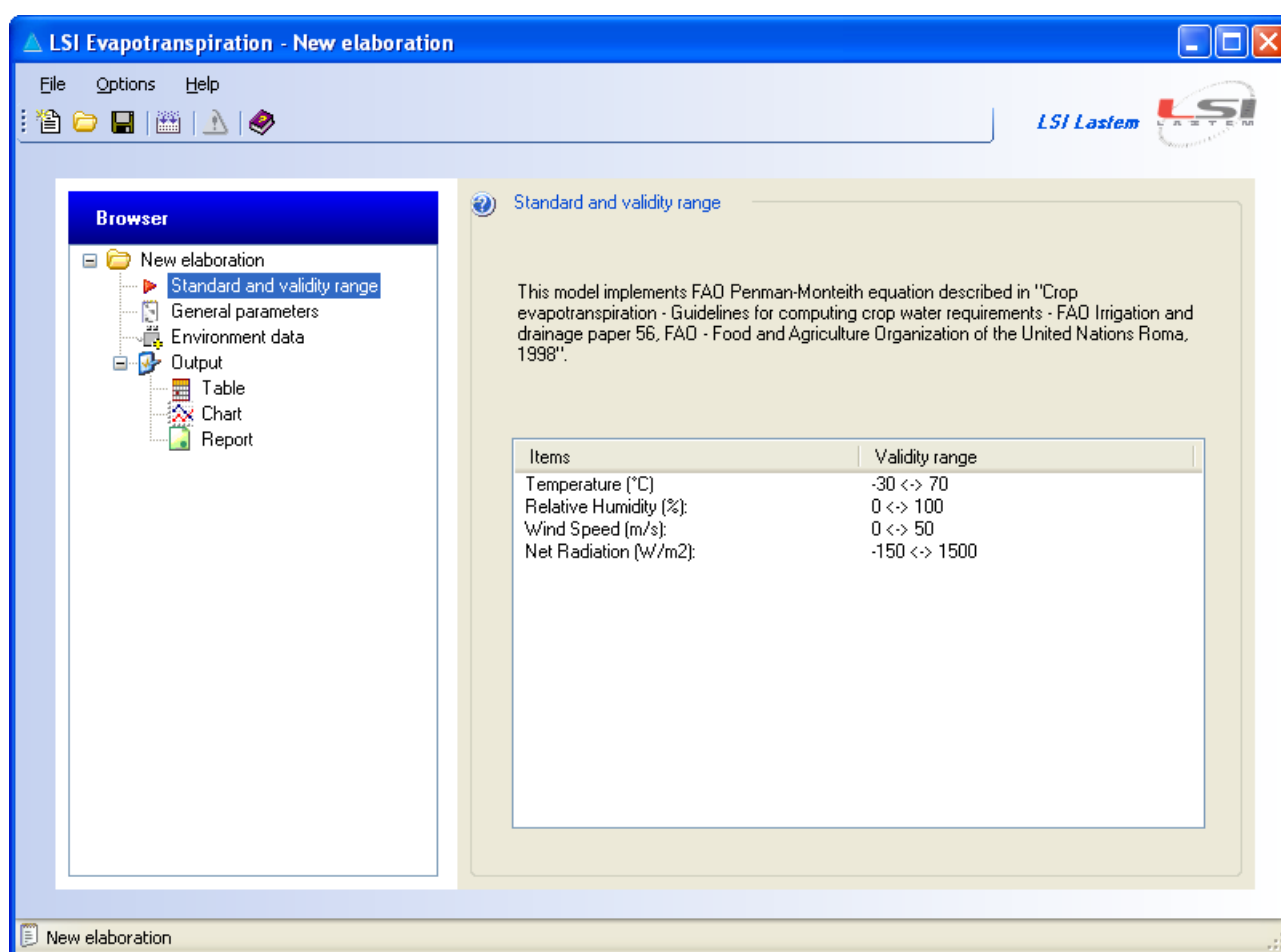 LSI Evapotranspiration - New elaboration
File Options Help
LSI Lastem
LSI
LASTEM
Browser
New elaboration
Standard and validity range
General parameters
Environment data
Output
Table
Chart
Report
Standard and validity range
This model implements FAO Penman-Monteith equation described in "Crop
evapotranspiration - Guidelines for computing crop water requirements - FAO Irrigation and
drainage paper 56, FAO - Food and Agriculture Organization of the United Nations Roma,
1998".
Items Validity range
Temperature (°C) -30 <-> 70
Relative Humidity (%): 0 <-> 100
Wind Speed (m/s): 0 <-> 50
Net Radiation (W/m2): -150 <-> 1500
New elaboration